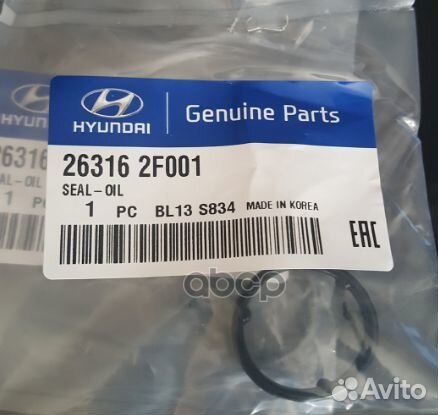 HYUNDAI
Genuine Parts
26316 2F001
SEAL-OIL
1 PC BL13 S834 MADE IN KOREA
EAC
HYUNDAI
26316
SEAL-OIL
1 P
abcp
Avito